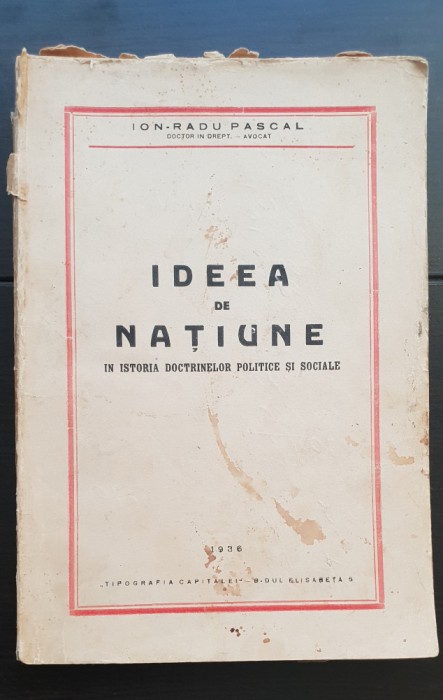 ION-RADU PASCAL
DOCTOR IN DREPT. – AVOCAT
IDEEA
DE
NAȚIUNE
IN ISTORIA DOCTRINELOR POLITICE ȘI SOCIALE
1936
„TIPOGRAFIA CAPITALEI” – B-DUL ELISABETA 5